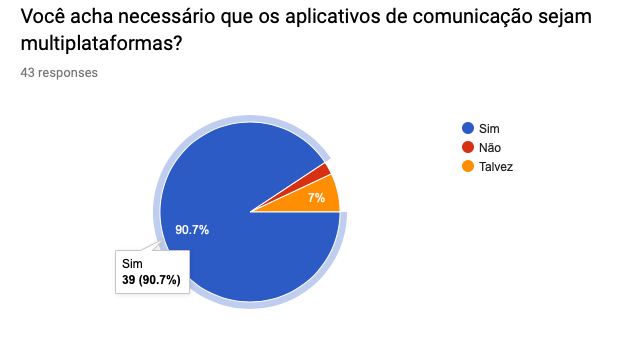 Você acha necessário que os aplicativos de comunicação sejam
multiplataformas?
43 responses
Sim
Não
Talvez
7%
90.7%
Sim
39 (90.7%)